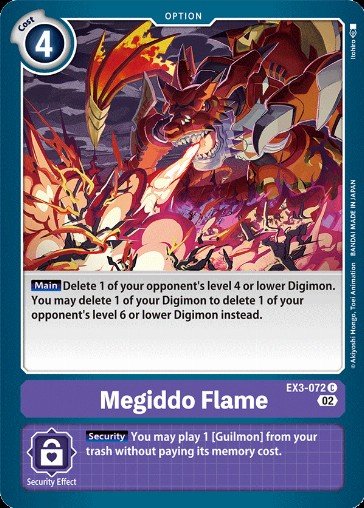 OPTION
Cost
4
Itohiro
Main Delete 1 of your opponent's level 4 or lower Digimon.
You may delete 1 of your Digimon to delete 1 of your
opponent's level 6 or lower Digimon instead.
©Akiyoshi Hongo, Toei Animation BANDAI MADE IN JAPAN
EX3-072 C
Megiddo Flame
02
Security You may play 1 [Guilmon] from your
trash without paying its memory cost.
Security Effect